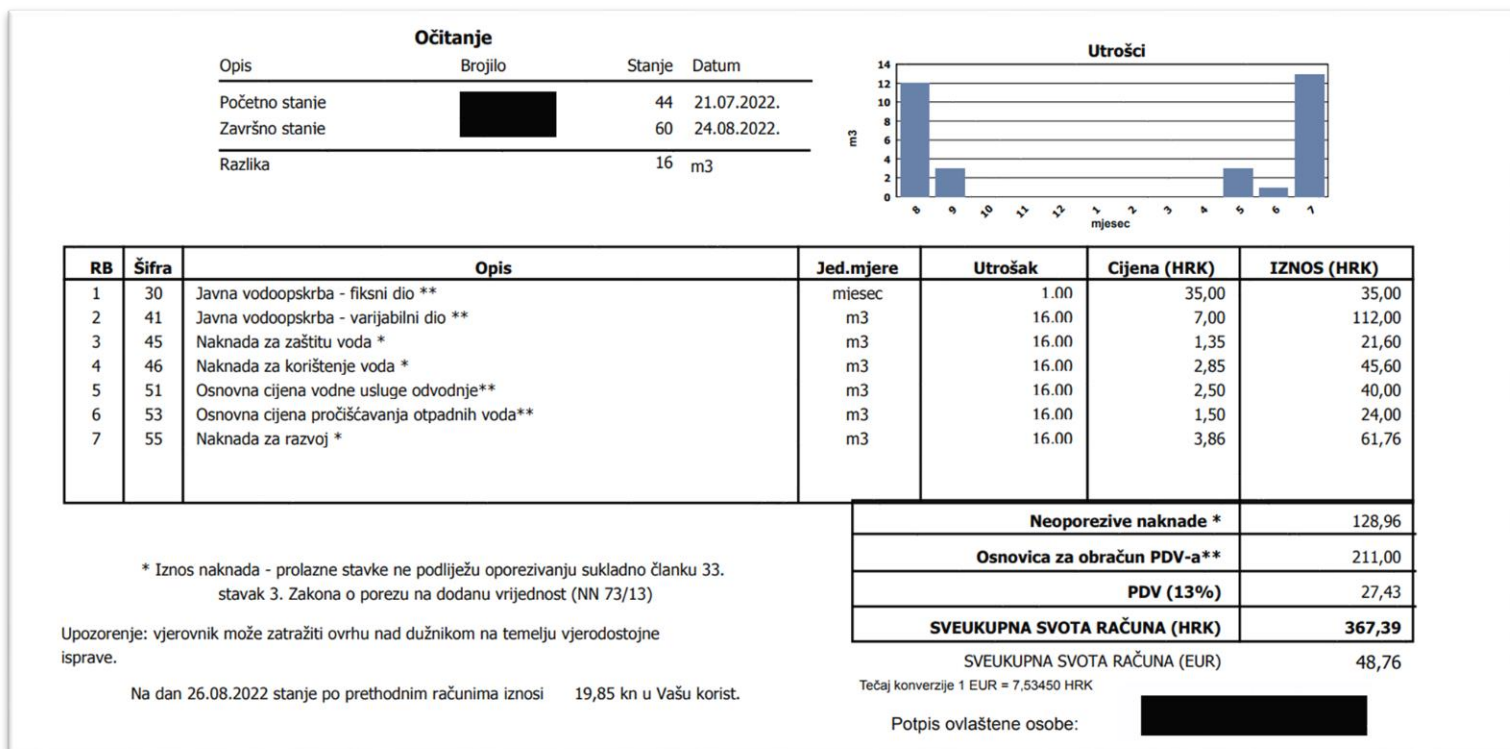 Očitanje
Opis Brojilo Stanje Datum
Početno stanje 44 21.07.2022.
Završno stanje 60 24.08.2022.
Razlika 16 m3
Utrošci
14
12
10
8
6
4
2
0
m3
8 9 10 11 12 1 2 3 4 5 6 7
mjesec
RB Šifra Opis Jed.mjere Utrošak Cijena (HRK) IZNOS (HRK)
1 30 Javna vodoopskrba - fiksni dio ** mjesec 1.00 35,00 35,00
2 41 Javna vodoopskrba - varijabilni dio ** m3 16.00 7,00 112,00
3 45 Naknada za zaštitu voda * m3 16.00 1,35 21,60
4 46 Naknada za korištenje voda * m3 16.00 2,85 45,60
5 51 Osnovna cijena vodne usluge odvodnje** m3 16.00 2,50 40,00
6 53 Osnovna cijena pročišćavanja otpadnih voda** m3 16.00 1,50 24,00
7 55 Naknada za razvoj * m3 16.00 3,86 61,76
Neoporezive naknade * 128,96
Osnovica za obračun PDV-a** 211,00
PDV (13%) 27,43
SVEUKUPNA SVOTA RAČUNA (HRK) 367,39
SVEUKUPNA SVOTA RAČUNA (EUR) 48,76
Tečaj konverzije 1 EUR = 7,53450 HRK
* Iznos naknada - prolazne stavke ne podliježu oporezivanju sukladno članku 33.
stavak 3. Zakona o porezu na dodanu vrijednost (NN 73/13)
Upozorenje: vjerovnik može zatražiti ovrhu nad dužnikom na temelju vjerodostojne
isprave.
Na dan 26.08.2022 stanje po prethodnim računima iznosi 19,85 kn u Vašu korist.
Potpis ovlaštene osobe: